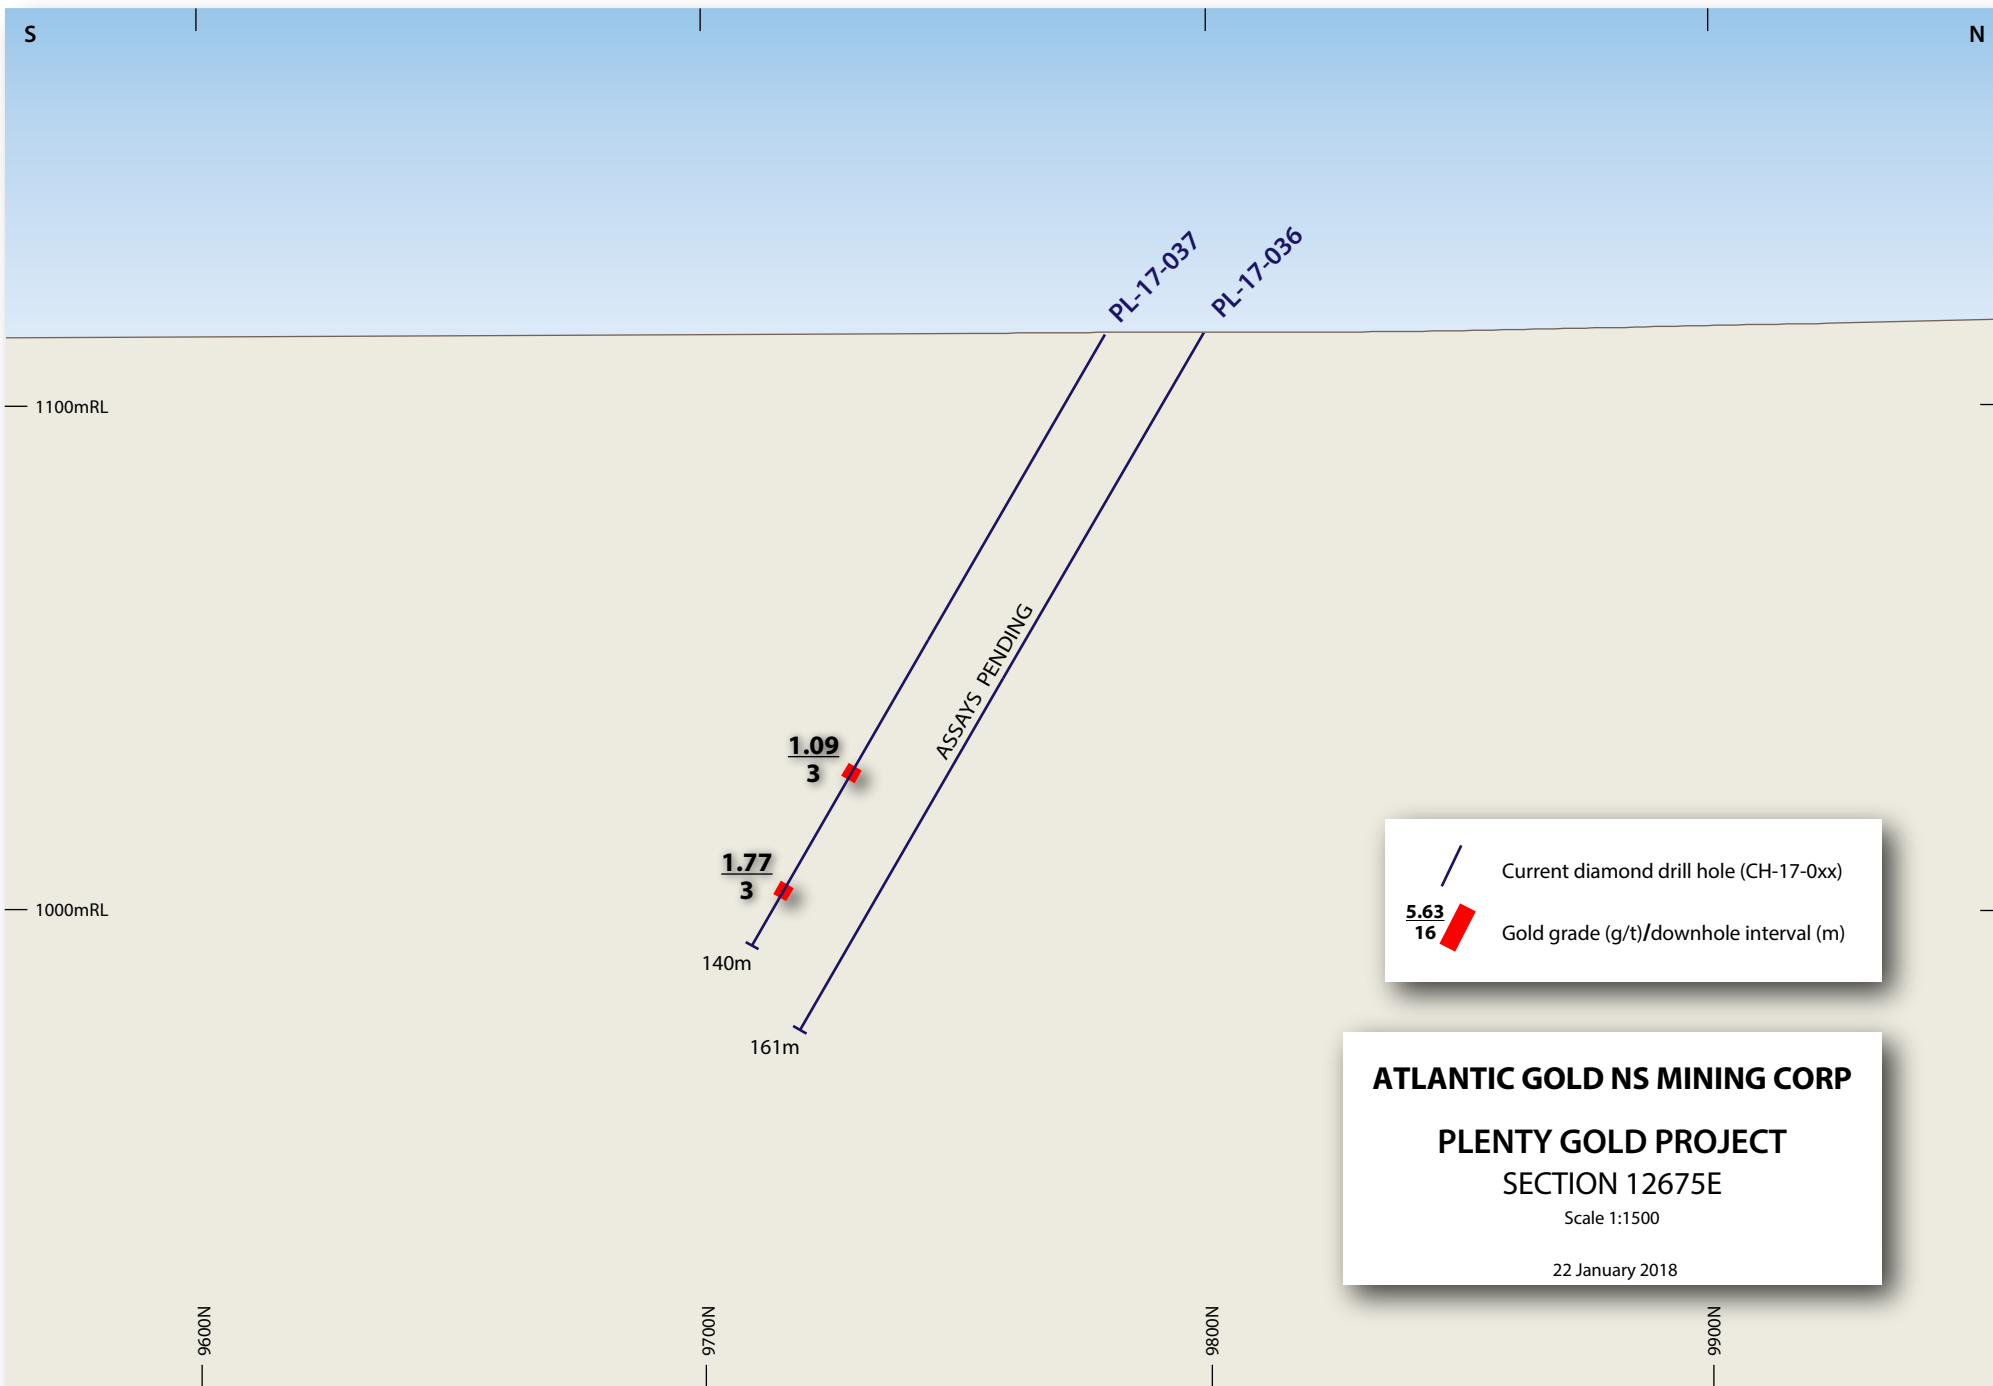 S
N
PL-17-037
PL-17-036
1100mRL
ASSAYS PENDING
1.09
3
1.77
3
1000mRL
140m
161m
Current diamond drill hole (CH-17-0xx)
5.63
16
Gold grade (g/t)/downhole interval (m)
ATLANTIC GOLD NS MINING CORP
PLENTY GOLD PROJECT
SECTION 12675E
Scale 1:1500
22 January 2018
9600N
9700N
9800N
9900N